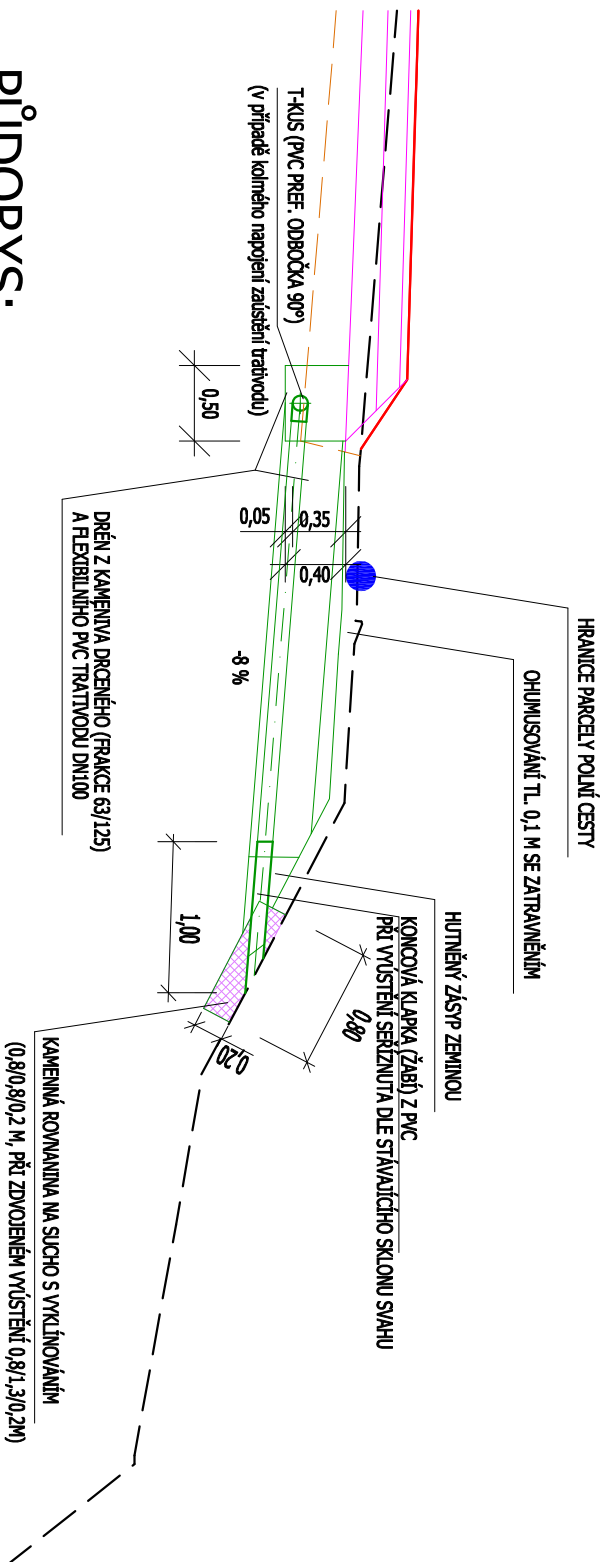 HRANICE PARCELY POLNÍ CESTY
OHUMUSOVÁNÍ TL. 0,1 M SE ZATRAVNĚNÍM
HUTNĚNÝ ZÁSYP ZEMINOU
KONCOVÁ KLAPKA (ŽABÍ) Z PVC
PŘI VYÚSTĚNÍ SEŘÍZNUTA DLE STÁVAJÍCÍHO SKLONU SVAHU
T-KUS (PVC PREF. ODBOČKA 90°)
(v případě kolmého napojení zaústění trativodu)
0,50
0,05
0,35
0,40
-8 %
0,80
1,00
0,20
DRÉN Z KAMENIVA DRCENÉHO (FRAKCE 63/125)
A FLEXIBILNÍHO PVC TRATIVODU DN100
KAMENNÁ ROVNANINA NA SUCHO S VYKLÍNOVÁNÍM
(0,8/0,8/0,2 M, PŘI ZDVOJENÉM VYÚSTĚNÍ 0,8/1,3/0,2M)
PŮDORYS: